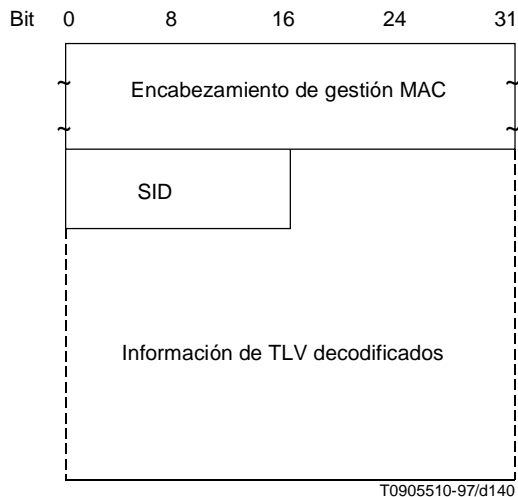 Bit 0 8 16 24 31
Encabezamiento de gestión MAC
SID
Información de TLV decodificados
T0905510-97/d140